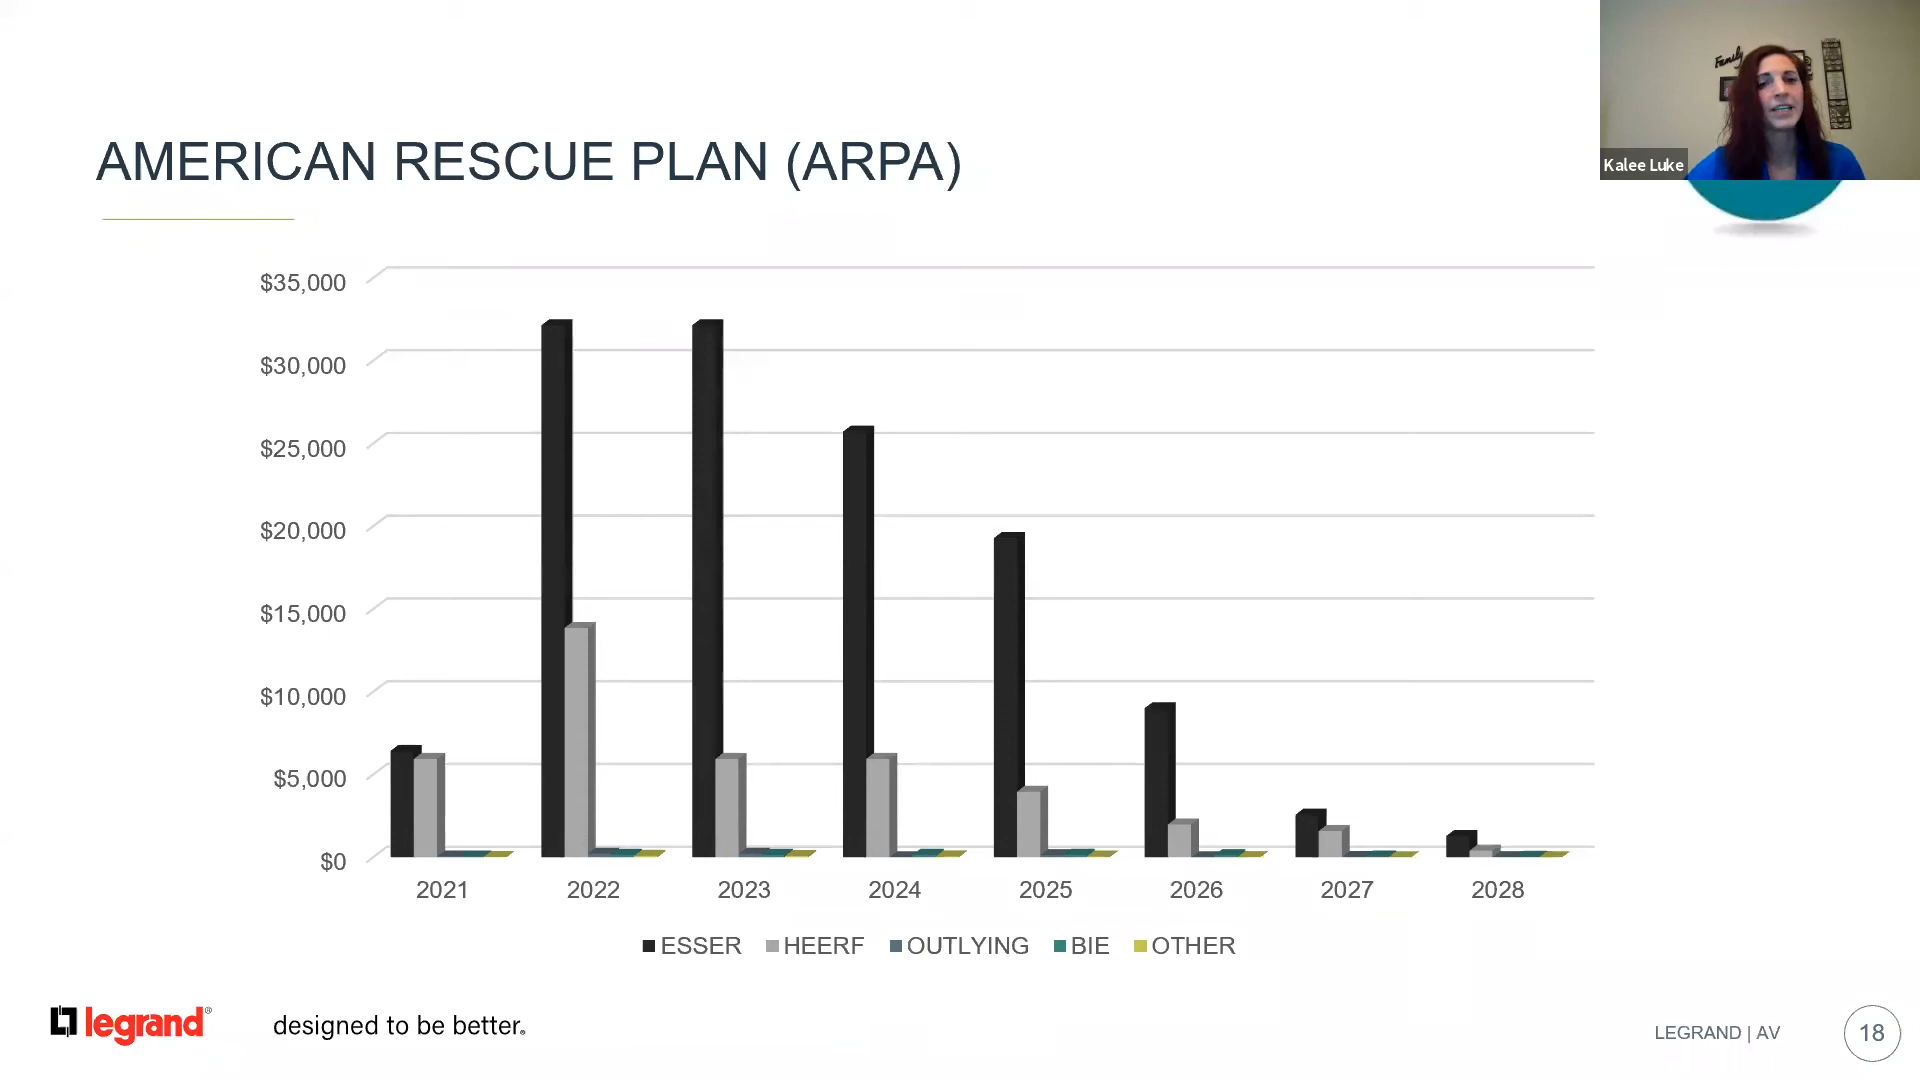 Family
Kalee Luke
AMERICAN RESCUE PLAN (ARPA)
$35,000
$30,000
$25,000
$20,000
$15,000
$10,000
$5,000
$0
2021 2022 2023 2024 2025 2026 2027 2028
ESSER HEERF OUTLYING BIE OTHER
legrand®
designed to be better.®
LEGRAND | AV
18